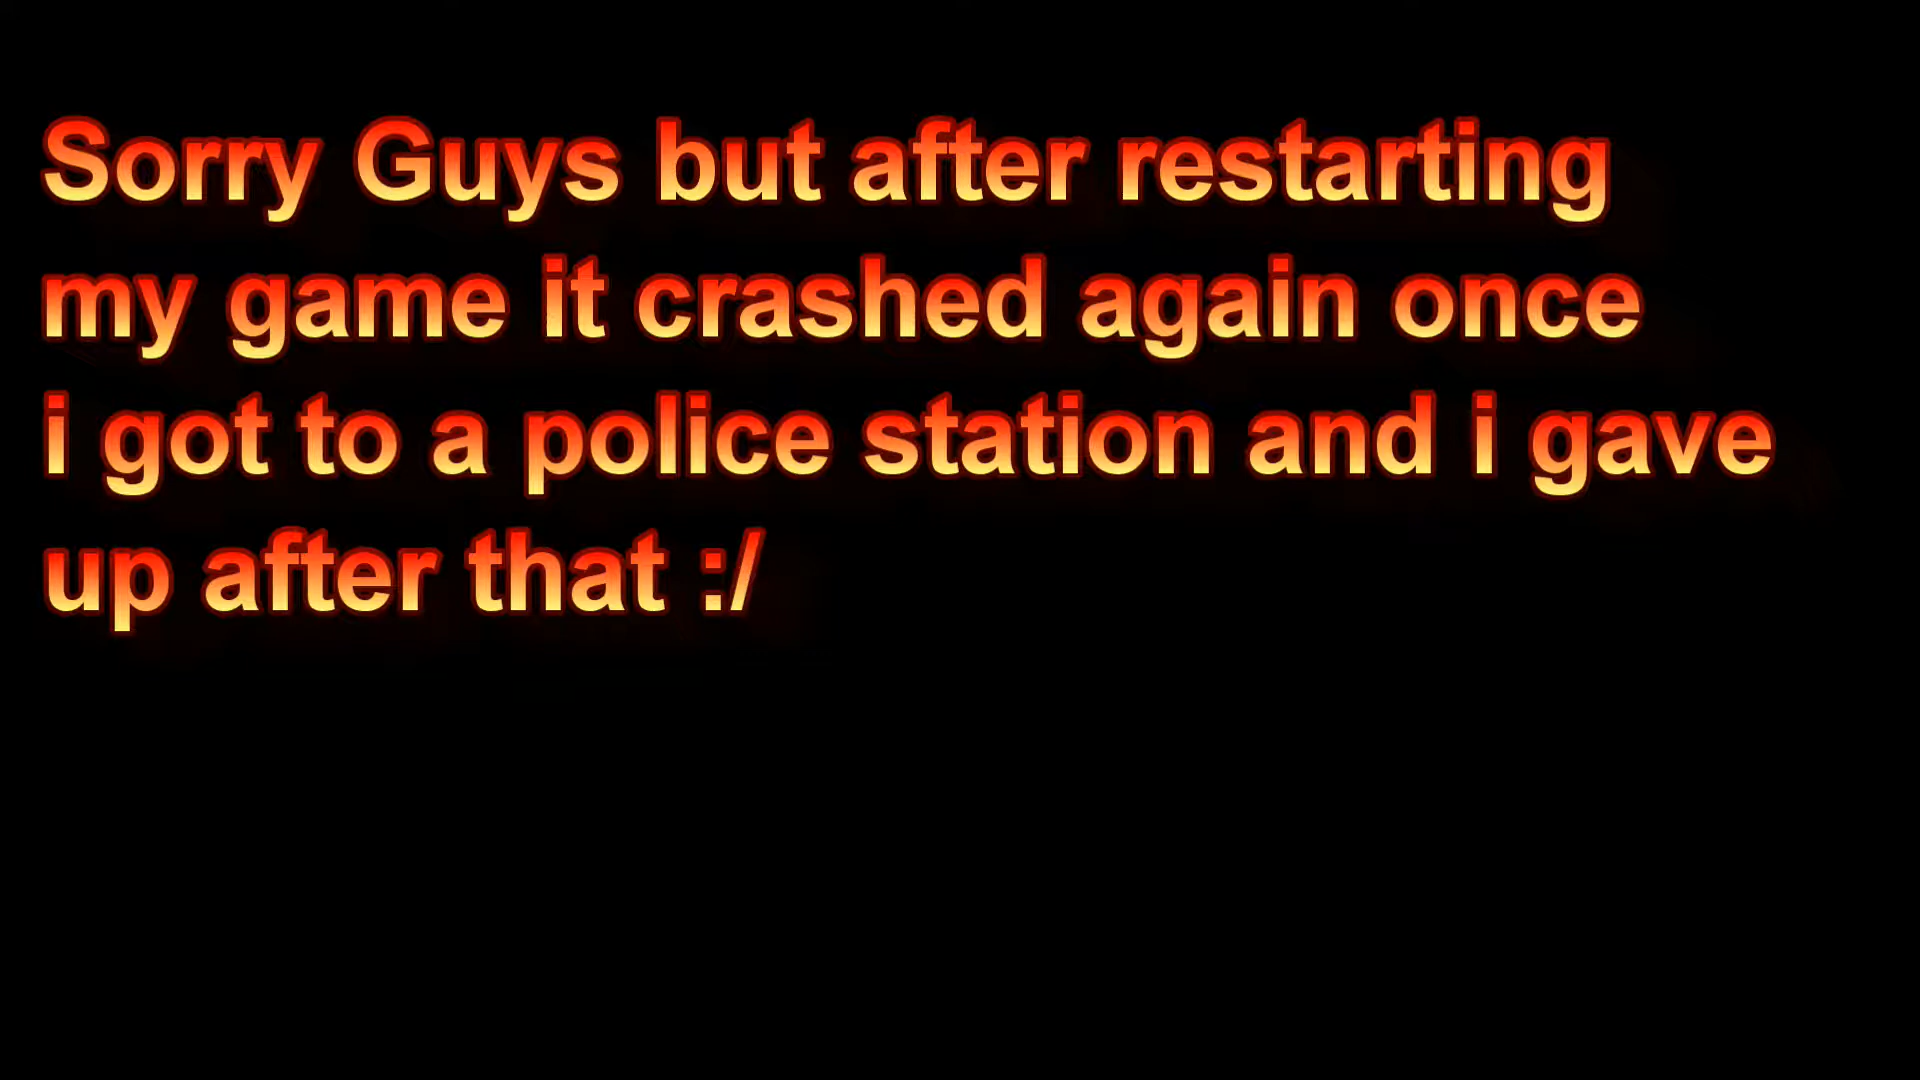 Sorry Guys but after restarting
my game it crashed again once
i got to a police station and i gave
up after that :/